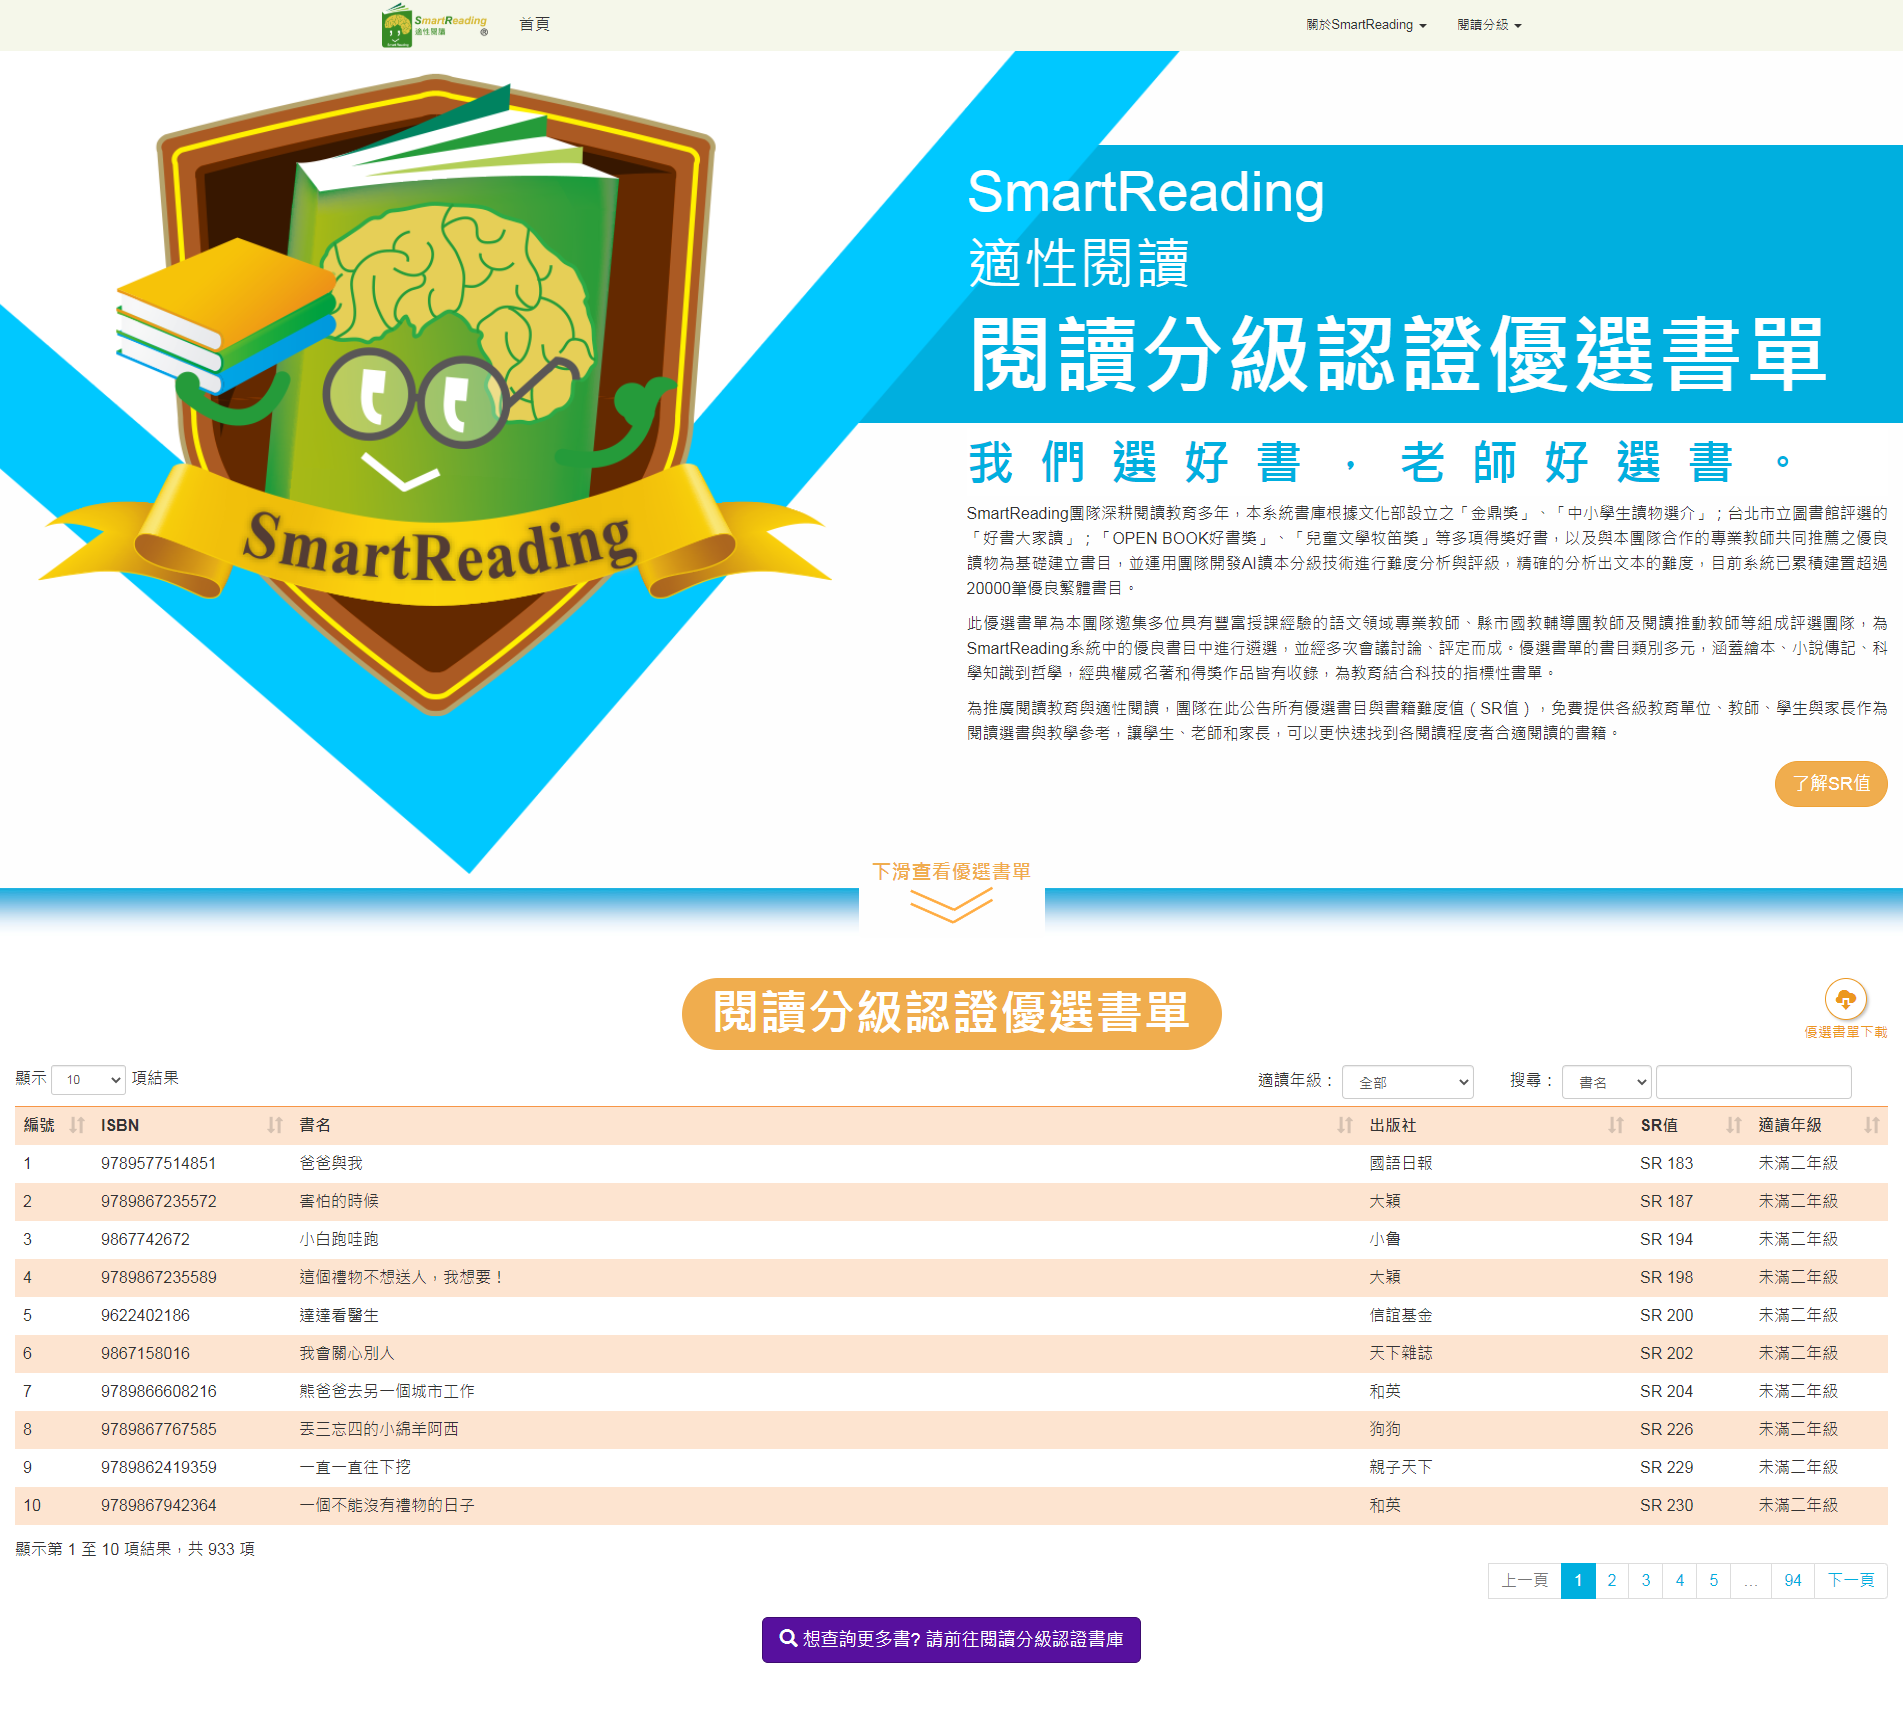 SmartReading
適性閱讀
®
Smart Reading
首頁
關於SmartReading
閱讀分級
SmartReading
SmartReading
適性閱讀
閱讀分級認證優選書單
我們選好書，老師好選書。
SmartReading團隊深耕閱讀教育多年，本系統書庫根據文化部設立之「金鼎獎」、「中小學生讀物選介」；台北市立圖書館評選的
「好書大家讀」；「OPEN BOOK好書獎」、「兒童文學牧笛獎」等多項得獎好書，以及與本團隊合作的專業教師共同推薦之優良
讀物為基礎建立書目，並運用團隊開發AI讀本分級技術進行難度分析與評級，精確的分析出文本的難度，目前系統已累積建置超過
20000筆優良繁體書目。
此優選書單為本團隊邀集多位具有豐富授課經驗的語文領域專業教師、縣市國教輔導團教師及閱讀推動教師等組成評選團隊，為
SmartReading系統中的優良書目中進行遴選，並經多次會議討論、評定而成。優選書單的書目類別多元，涵蓋繪本、小說傳記、科
學知識到哲學，經典權威名著和得獎作品皆有收錄，為教育結合科技的指標性書單。
為推廣閱讀教育與適性閱讀，團隊在此公告所有優選書目與書籍難度值（SR值），免費提供各級教育單位、教師、學生與家長作為
閱讀選書與教學參考，讓學生、老師和家長，可以更快速找到各閱讀程度者合適閱讀的書籍。
了解SR值
下滑查看優選書單
閱讀分級認證優選書單
優選書單下載
顯示 10 項結果 適讀年級： 全部 搜尋： 書名
編號 ISBN 書名 出版社 SR值 適讀年級
1 9789577514851 爸爸與我 國語日報 SR 183 未滿二年級
2 9789867235572 害怕的時候 大穎 SR 187 未滿二年級
3 9867742672 小白跑哇跑 小魯 SR 194 未滿二年級
4 9789867235589 這個禮物不想送人，我想要！ 大穎 SR 198 未滿二年級
5 9622402186 達達看醫生 信誼基金 SR 200 未滿二年級
6 9867158016 我會關心別人 天下雜誌 SR 202 未滿二年級
7 9789866608216 熊爸爸去另一個城市工作 和英 SR 204 未滿二年級
8 9789867767585 丟三忘四的小綿羊阿西 狗狗 SR 226 未滿二年級
9 9789862419359 一直一直往下挖 親子天下 SR 229 未滿二年級
10 9789867942364 一個不能沒有禮物的日子 和英 SR 230 未滿二年級
顯示第 1 至 10 項結果，共 933 項
上一頁 1 2 3 4 5 … 94 下一頁
想查詢更多書? 請前往閱讀分級認證書庫